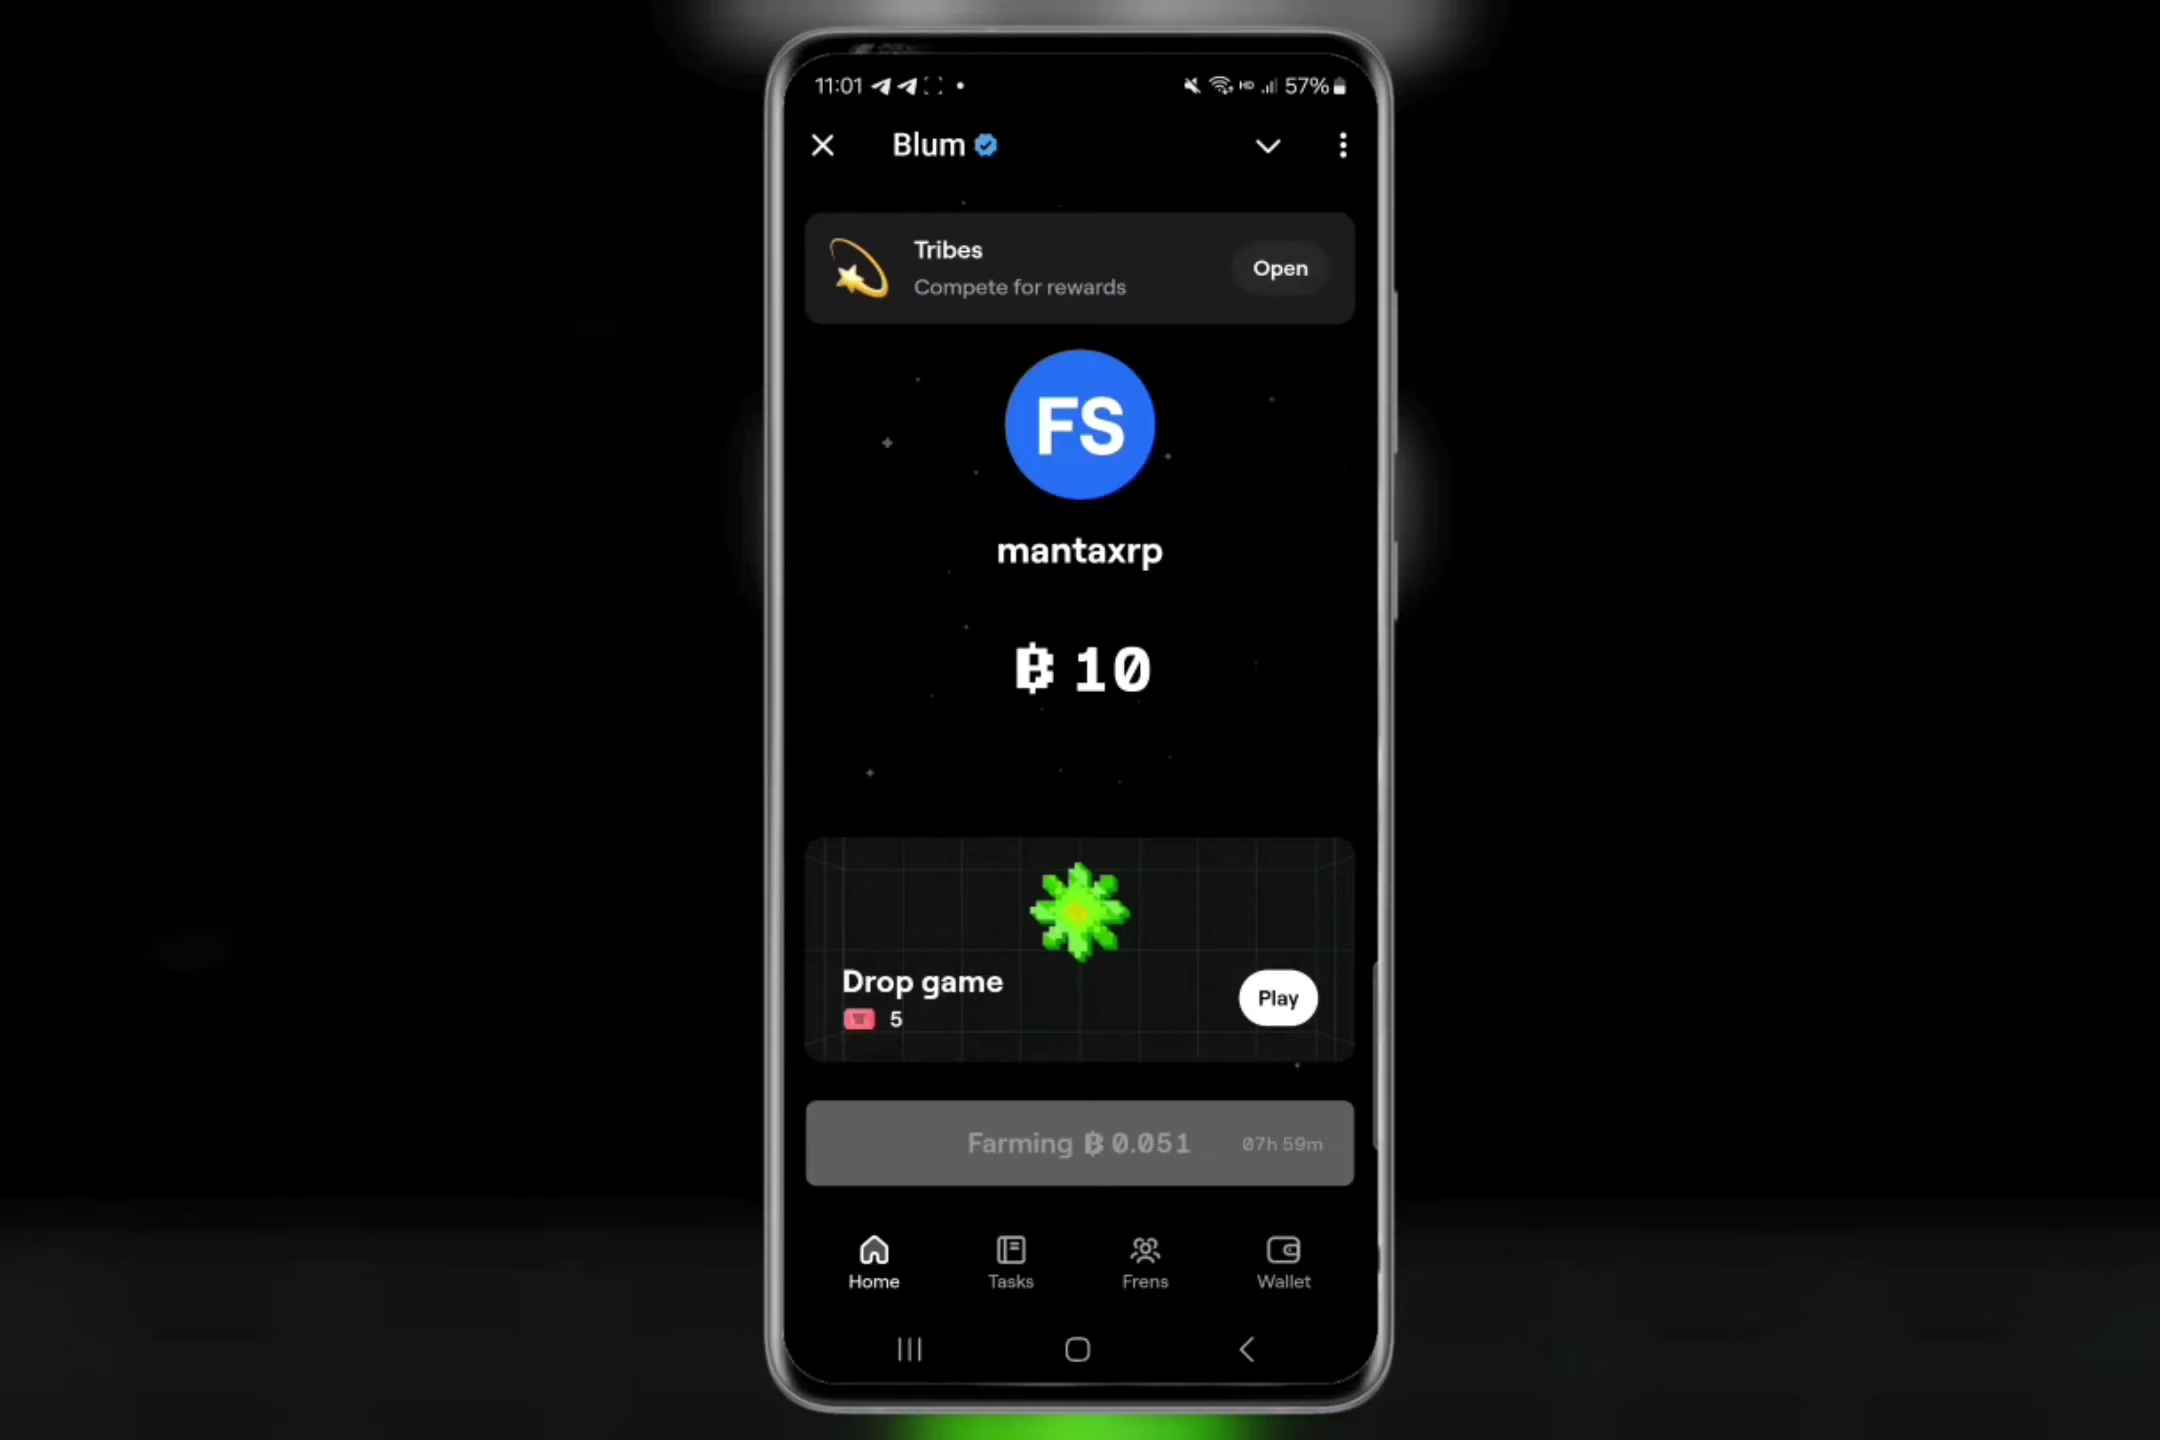 11:01 HD 57%
Blum
Tribes
Compete for rewards
Open
FS
mantaxrp
10
Drop game
5
Play
Farming 0.051 07h 59m
Home Tasks Frens Wallet